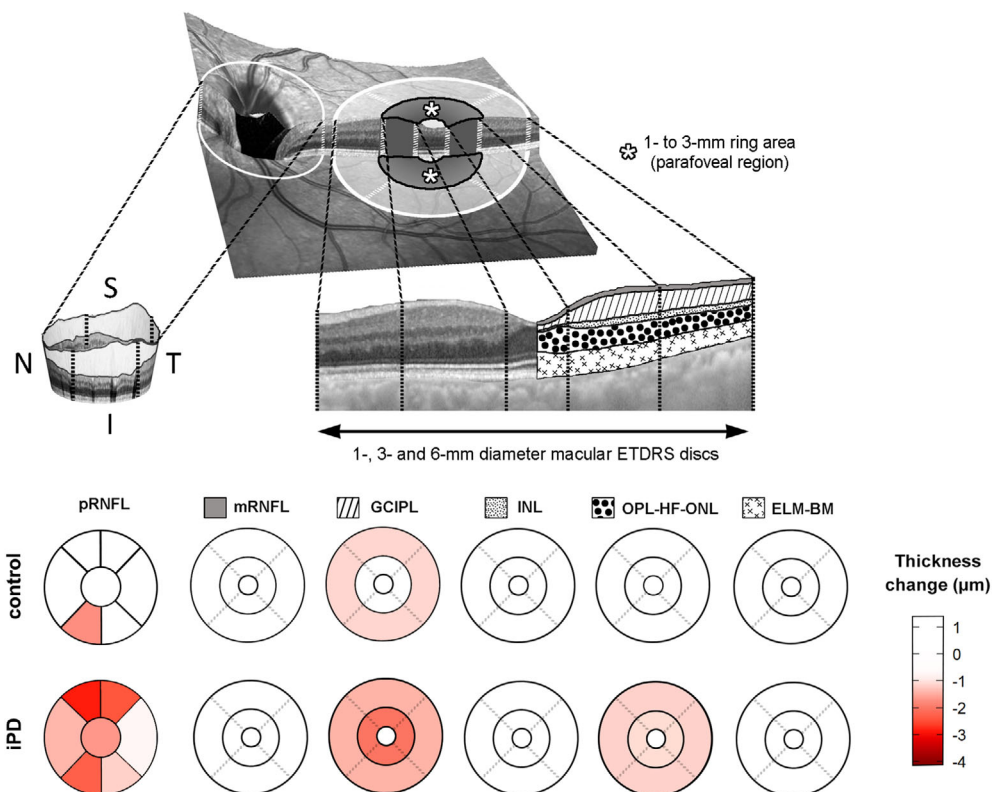 1- to 3-mm ring area
(parafoveal region)
S
N
T
I
1-, 3- and 6-mm diameter macular ETDRS discs
pRNFL
mRNFL
GCIPL
INL
OPL-HF-ONL
ELM-BM
control
iPD
Thickness
change (μm)
1
0
-1
-2
-3
-4